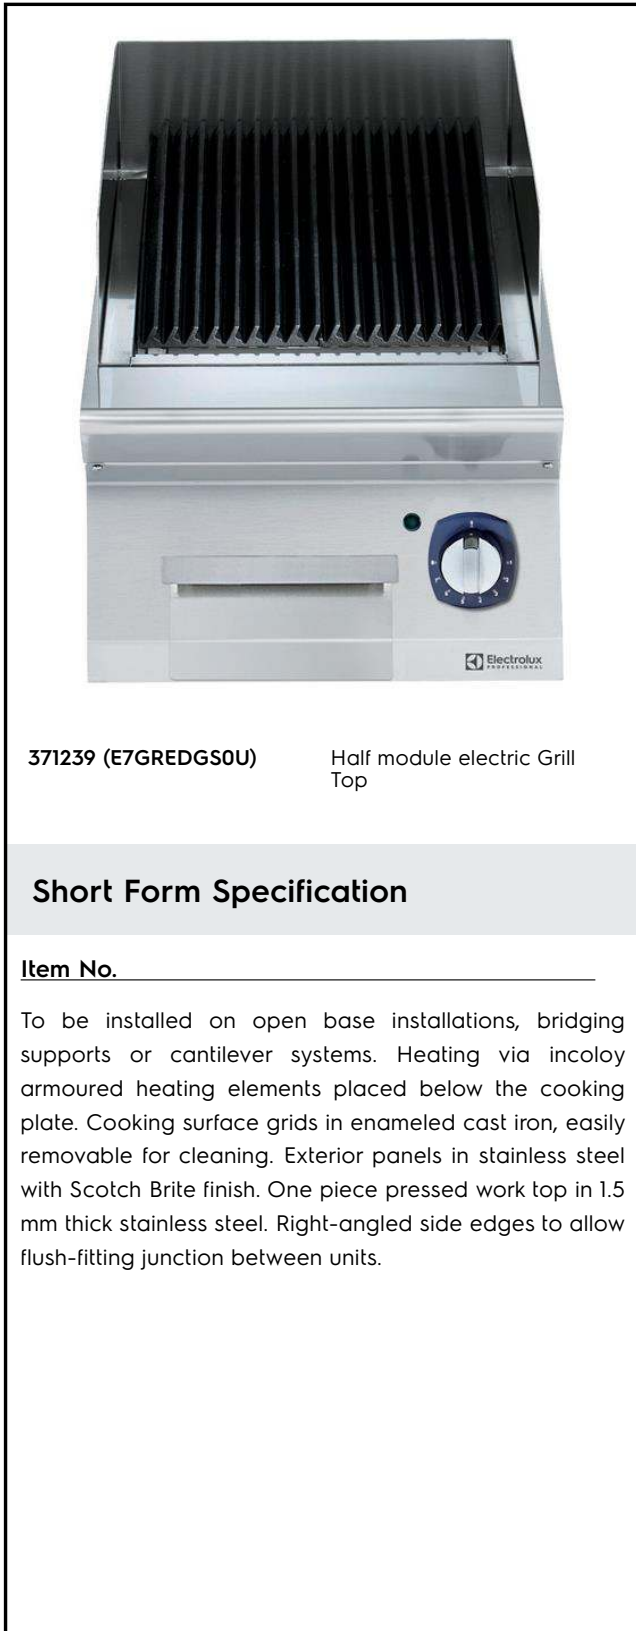 Electrolux
PROFESSIONAL
371239 (E7GREDGS0U)
Half module electric Grill
Top
Short Form Specification
Item No.
To be installed on open base installations, bridging
supports or cantilever systems. Heating via incoloy
armoured heating elements placed below the cooking
plate. Cooking surface grids in enameled cast iron, easily
removable for cleaning. Exterior panels in stainless steel
with Scotch Brite finish. One piece pressed work top in 1.5
mm thick stainless steel. Right-angled side edges to allow
flush-fitting junction between units.